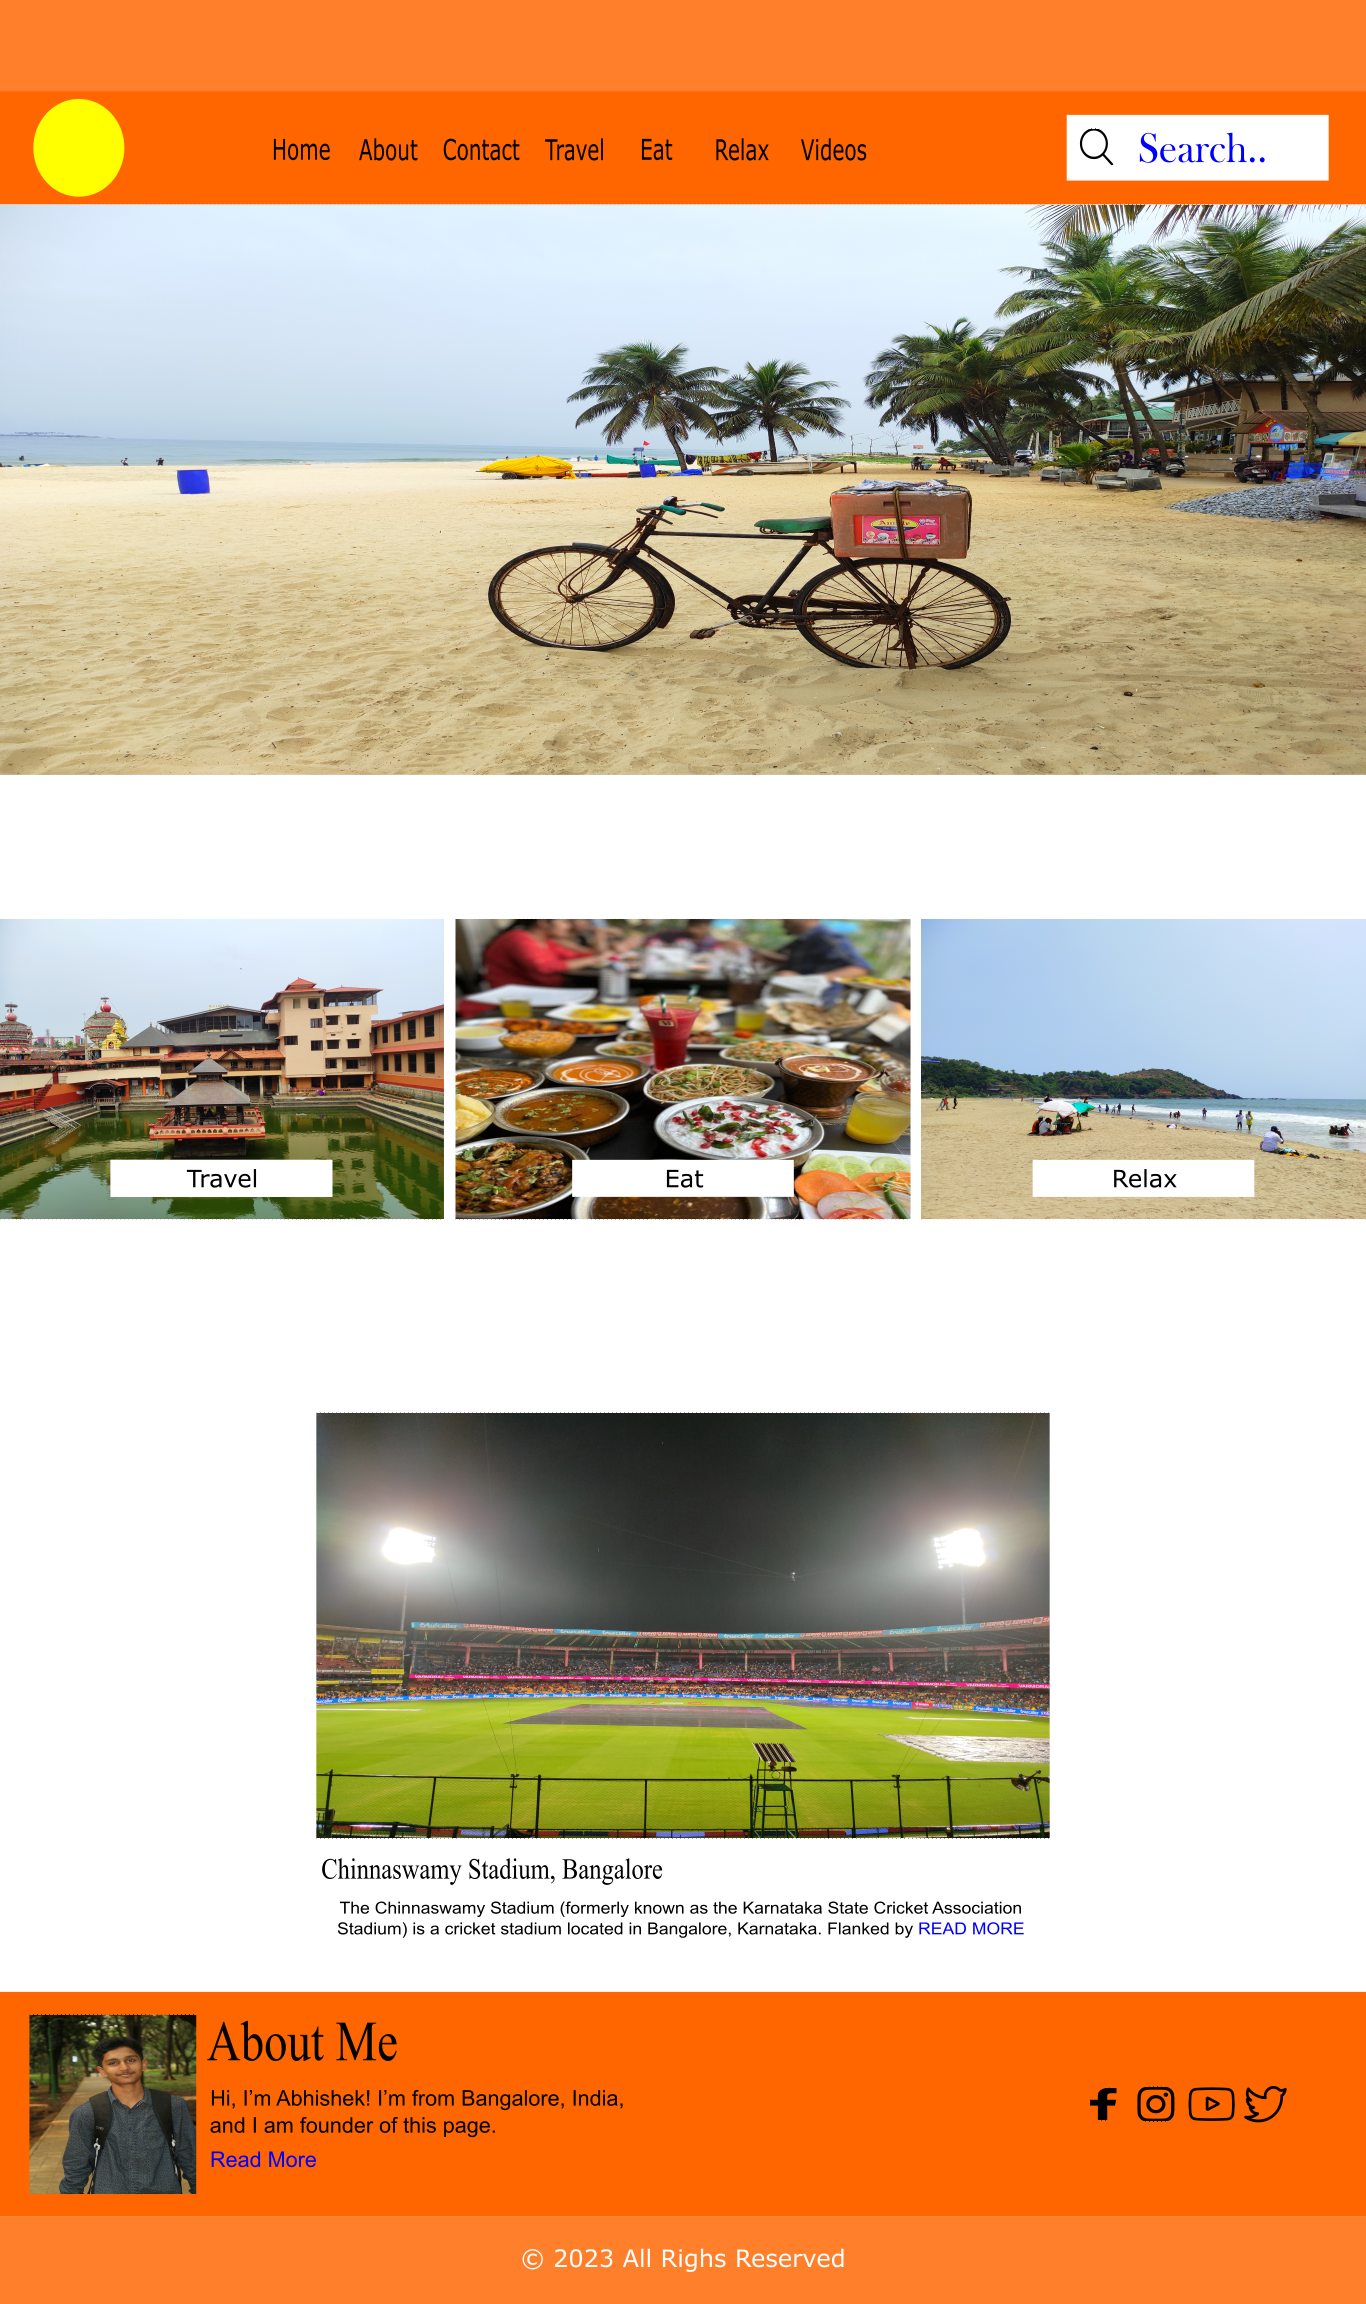 Home About Contact Travel Eat Relax Videos
Search..
Travel
Eat
Relax
Chinnaswamy Stadium, Bangalore
The Chinnaswamy Stadium (formerly known as the Karnataka State Cricket Association
Stadium) is a cricket stadium located in Bangalore, Karnataka. Flanked by READ MORE
About Me
Hi, I'm Abhishek! I'm from Bangalore, India,
and I am founder of this page.
Read More
© 2023 All Righs Reserved